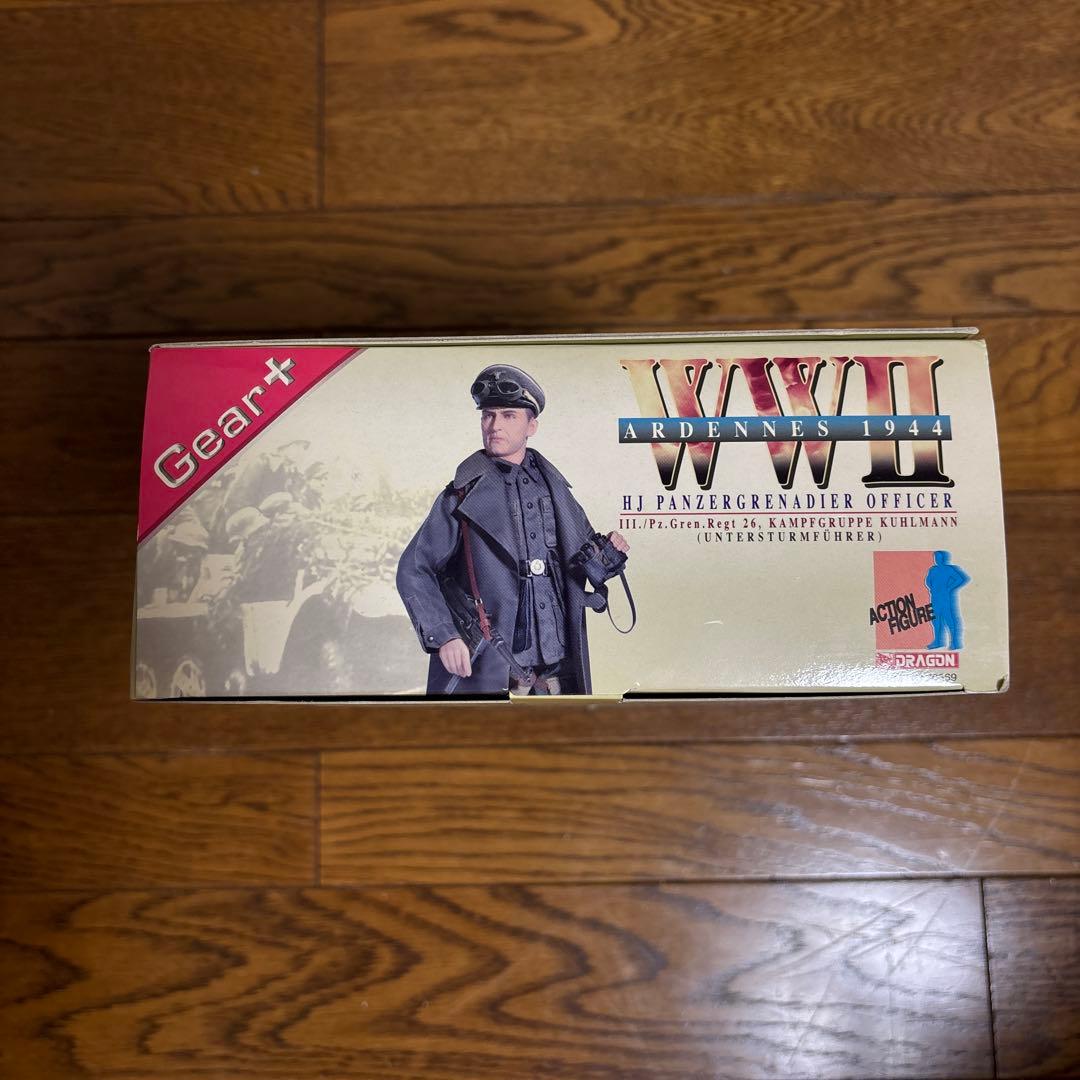 Gear+
WWII
ARDENNES 1944
HJ PANZERGRENADIER OFFICER
III./Pz.Gren.Regt 26, KAMPFGRUPPE KUHLMANN
(UNTERSTURMFÜHRER)
ACTION
FIGURE
DRAGON